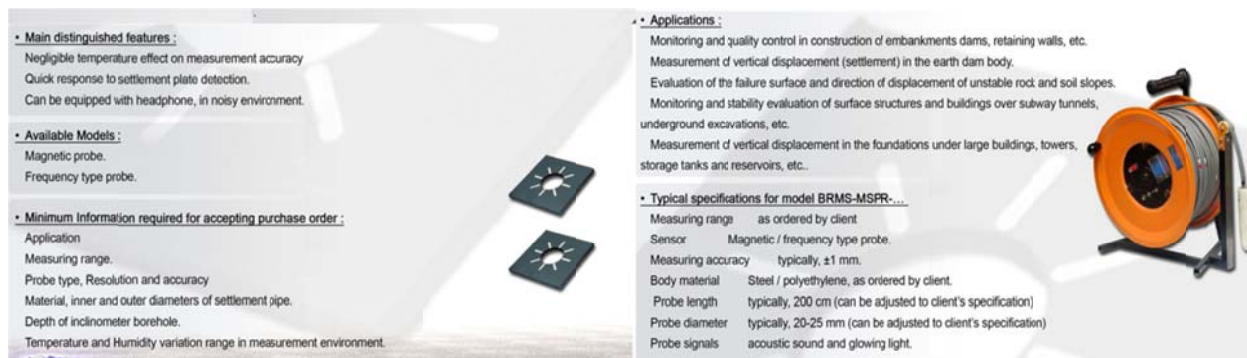 • Main distinguished features :
Negligible temperature effect on measurement accuracy
Quick response to settlement plate detection.
Can be equipped with headphone, in noisy environment.
• Available Models :
Magnetic probe.
Frequency type probe.
• Minimum Information required for accepting purchase order :
Application
Measuring range.
Probe type, Resolution and accuracy
Material, inner and outer diameters of settlement pipe.
Depth of inclinometer borehole.
Temperature and Humidity variation range in measurement environment.
• Applications :
Monitoring and quality control in construction of embankments dams, retaining walls, etc.
Measurement of vertical displacement (settlement) in the earth dam body.
Evaluation of the failure surface and direction of displacement of unstable rock and soil slopes.
Monitoring and stability evaluation of surface structures and buildings over subway tunnels,
underground excavations, etc.
Measurement of vertical displacement in the foundations under large buildings, towers,
storage tanks and reservoirs, etc..
• Typical specifications for model BRMS-MSPR-...
Measuring range as ordered by client
Sensor Magnetic / frequency type probe.
Measuring accuracy typically, ±1 mm.
Body material Steel / polyethylene, as ordered by client.
Probe length typically, 200 cm (can be adjusted to client's specification)
Probe diameter typically, 20-25 mm (can be adjusted to client's specification)
Probe signals acoustic sound and glowing light.